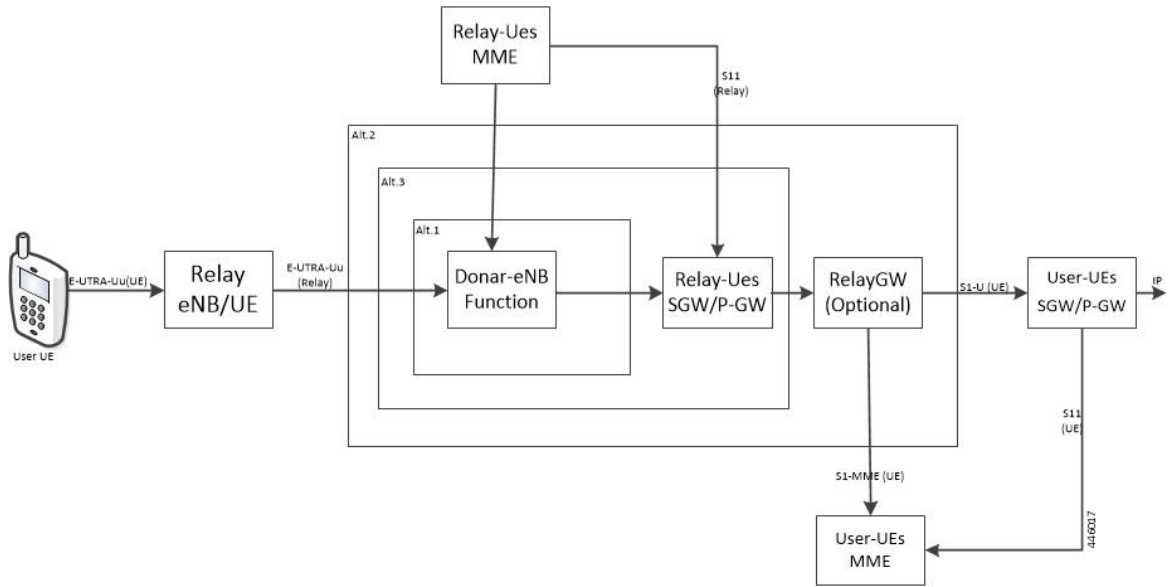 Relay-Ues
MME
S11
(Relay)
Alt.2
Alt.3
Alt.1
E-UTRA-Uu(UE)
User UE
Relay
eNB/UE
E-UTRA-Uu
(Relay)
Donar-eNB
Function
Relay-Ues
SGW/P-GW
RelayGW
(Optional)
S1-U (UE)
User-UEs
SGW/P-GW
IP
S11
(UE)
S1-MME (UE)
User-UEs
MME
446017